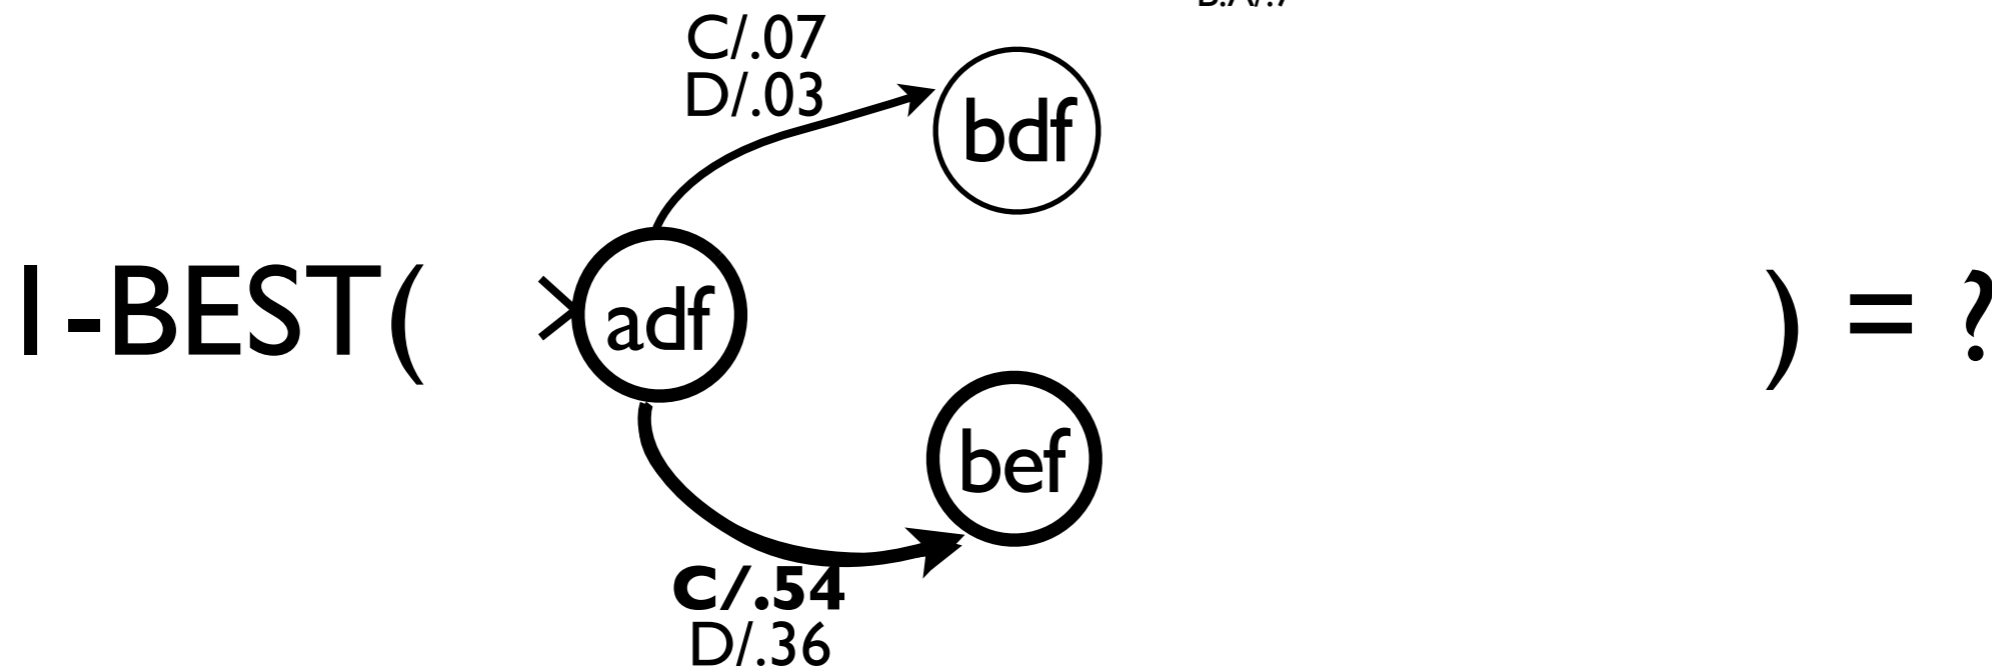 C/.07
D/.03
bdf
1-BEST( adf ) = ?
bef
C/.54
D/.36